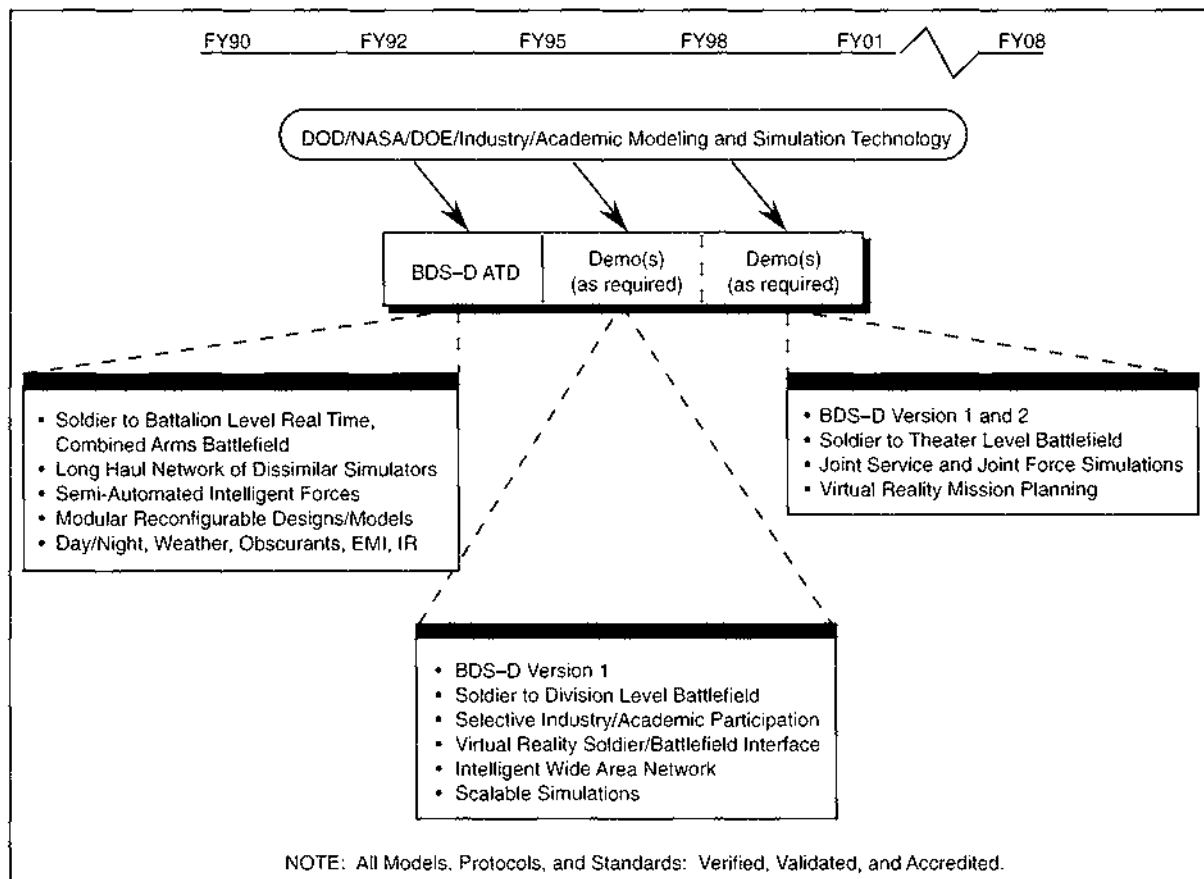 FY90 FY92 FY95 FY98 FY01 FY08
DOD/NASA/DOE/Industry/Academic Modeling and Simulation Technology
BDS–D ATD
Demo(s)
(as required)
Demo(s)
(as required)
• Soldier to Battalion Level Real Time,
Combined Arms Battlefield
• Long Haul Network of Dissimilar Simulators
• Semi-Automated Intelligent Forces
• Modular Reconfigurable Designs/Models
• Day/Night, Weather, Obscurants, EMI, IR
• BDS–D Version 1 and 2
• Soldier to Theater Level Battlefield
• Joint Service and Joint Force Simulations
• Virtual Reality Mission Planning
• BDS–D Version 1
• Soldier to Division Level Battlefield
• Selective Industry/Academic Participation
• Virtual Reality Soldier/Battlefield Interface
• Intelligent Wide Area Network
• Scalable Simulations
NOTE: All Models, Protocols, and Standards: Verified, Validated, and Accredited.